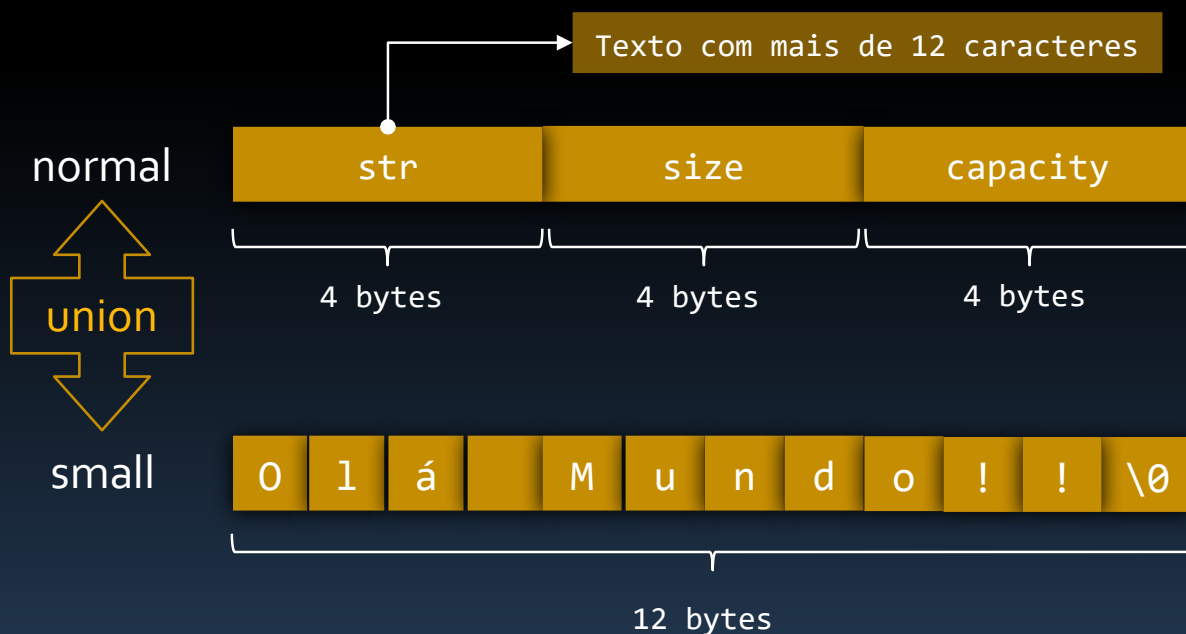 Texto com mais de 12 caracteres
normal
str size capacity
4 bytes 4 bytes 4 bytes
union
small
O l á M u n d o ! ! \0
12 bytes